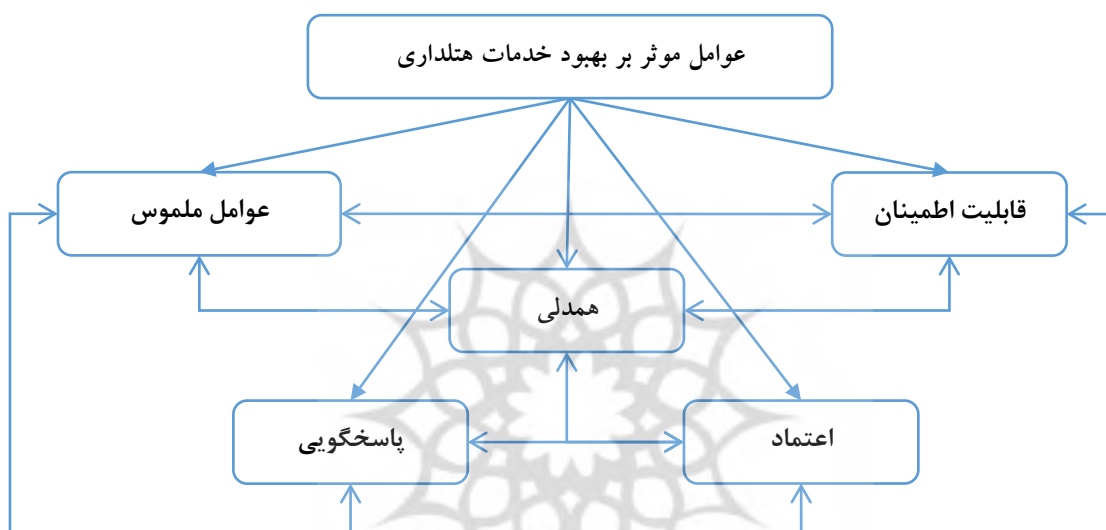 عوامل موثر بر بهبود خدمات هتلداری
قابلیت اطمینان
عوامل ملموس
همدلی
اعتماد
پاسخگویی